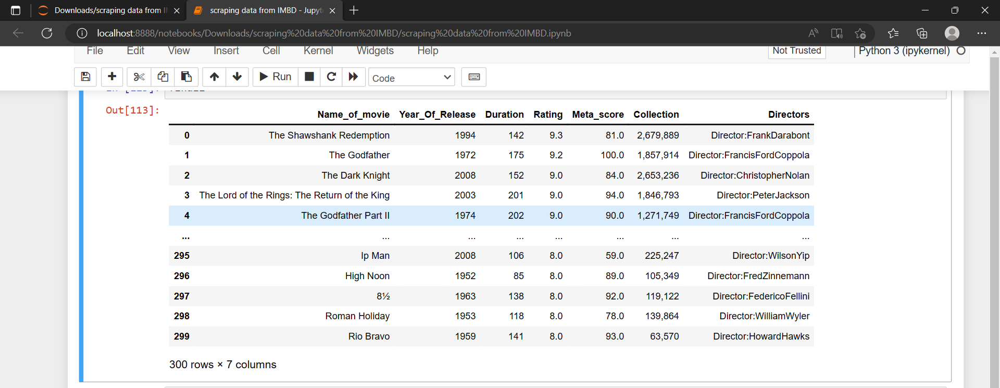 Downloads/scraping data from I
scraping data from IMBD - Jupyt
localhost:8888/notebooks/Downloads/scraping%20data%20from%20IMBD/scraping%20data%20from%20IMBD.ipynb
File Edit View Insert Cell Kernel Widgets Help Not Trusted Python 3 (ipykernel)
Run Code
Out[113]:
Name_of_movie Year_Of_Release Duration Rating Meta_score Collection Directors
0 The Shawshank Redemption 1994 142 9.3 81.0 2,679,889 Director:FrankDarabont
1 The Godfather 1972 175 9.2 100.0 1,857,914 Director:FrancisFordCoppola
2 The Dark Knight 2008 152 9.0 84.0 2,653,236 Director:ChristopherNolan
3 The Lord of the Rings: The Return of the King 2003 201 9.0 94.0 1,846,793 Director:PeterJackson
4 The Godfather Part II 1974 202 9.0 90.0 1,271,749 Director:FrancisFordCoppola
... ... ... ... ... ... ... ...
295 Ip Man 2008 106 8.0 59.0 225,247 Director:WilsonYip
296 High Noon 1952 85 8.0 89.0 105,349 Director:FredZinnemann
297 8½ 1963 138 8.0 92.0 119,122 Director:FedericoFellini
298 Roman Holiday 1953 118 8.0 78.0 139,864 Director:WilliamWyler
299 Rio Bravo 1959 141 8.0 93.0 63,570 Director:HowardHawks
300 rows × 7 columns